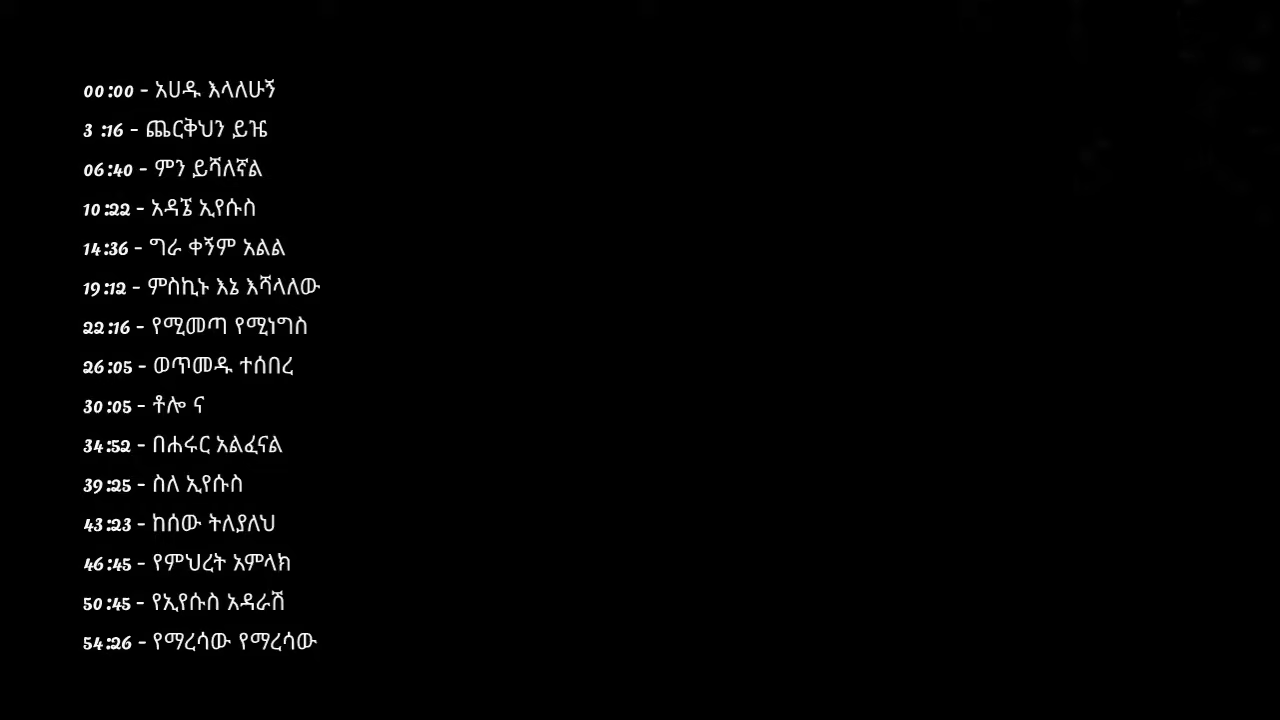 00:00 - አሀዱ እላለሁኝ
3 :16 - ጨርቅህን ይዤ
06:40 - ምን ይሻለኛል
10:22 - አዳኜ ኢየሱስ
14:36 - ግራ ቀኝም አልል
19:12 - ምስኪኑ እኔ እሻላለው
22:16 - የሚመጣ የሚነግስ
26:05 - ወጥመዱ ተሰበረ
30:05 - ቶሎ ና
34:52 - በሐሩር አልፈናል
39:25 - ስለ ኢየሱስ
43:23 - ከሰው ትለያለህ
46:45 - የምህረት አምላክ
50:45 - የኢየሱስ አዳራሽ
54:26 - የማረሳው የማረሳው